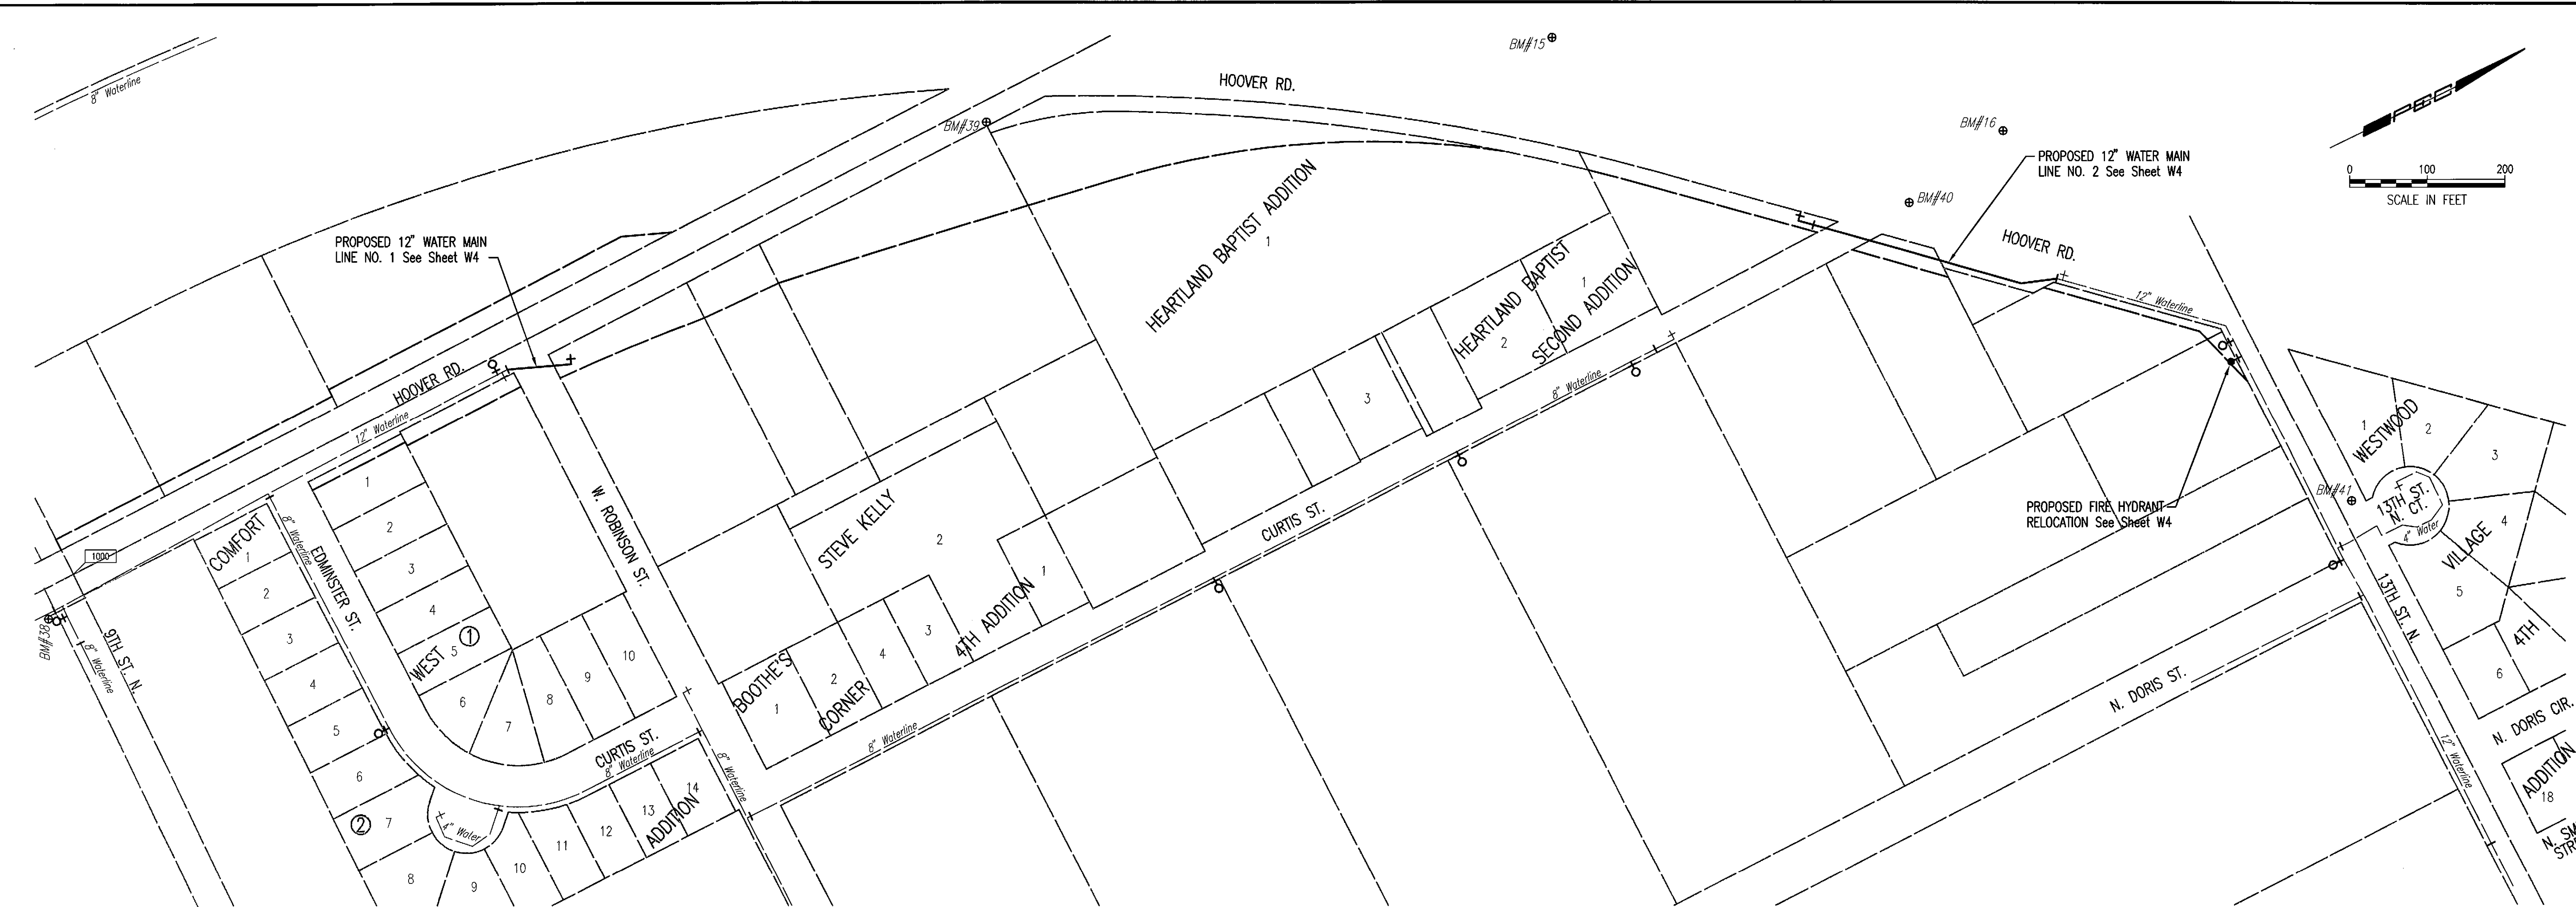 8" Waterline
BM#15
HOOVER RD.
BM#39
BM#16
PEC
0 100 200
SCALE IN FEET
PROPOSED 12" WATER MAIN
LINE NO. 2 See Sheet W4
BM#40
HOOVER RD.
PROPOSED 12" WATER MAIN
LINE NO. 1 See Sheet W4
HEARTLAND BAPTIST ADDITION
1
HEARTLAND BAPTIST
SECOND ADDITION
1
2
3
12" Waterline
HOOVER RD.
12" Waterline
8" Waterline
WESTWOOD
VILLAGE
4TH
ADDITION
1
2
3
4
5
6
18
BM#41
13TH ST.
N. CT.
4" Water
PROPOSED FIRE HYDRANT
RELOCATION See Sheet W4
13TH ST. N.
N. DORIS ST.
N. DORIS CIR.
12" Waterline
N. SM
STR
CURTIS ST.
STEVE KELLY
2
4TH ADDITION
1
3
4
BOOTHE'S
CORNER
1
2
8" Waterline
W. ROBINSON ST.
8" Waterline
1000
BM#38
8" Waterline
9TH ST. N.
COMFORT
WEST
ADDITION
8" Waterline
EDMINSTER ST.
1
2
3
4
5
6
7
8
9
10
1
1
2
3
4
5
6
7
8
9
10
11
12
13
14
2
4" Water
CURTIS ST.
8" Waterline